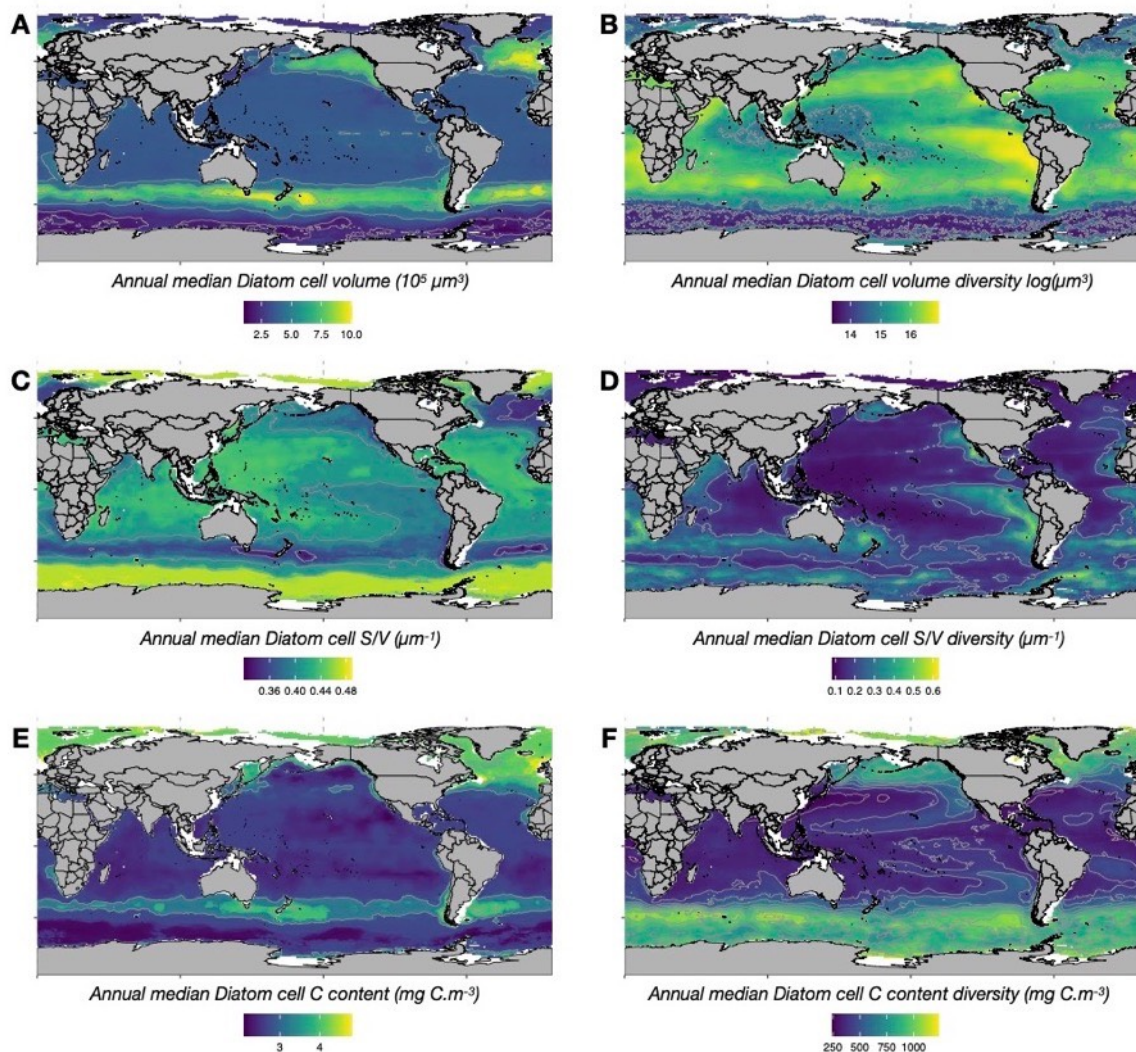 A
B
Annual median Diatom cell volume (10⁵ μm³)
2.5 5.0 7.5 10.0
Annual median Diatom cell volume diversity log(μm³)
14 15 16
C
D
Annual median Diatom cell S/V (μm⁻¹)
0.36 0.40 0.44 0.48
Annual median Diatom cell S/V diversity (μm⁻¹)
0.1 0.2 0.3 0.4 0.5 0.6
E
F
Annual median Diatom cell C content (mg C.m⁻³)
3 4
Annual median Diatom cell C content diversity (mg C.m⁻³)
250 500 750 1000